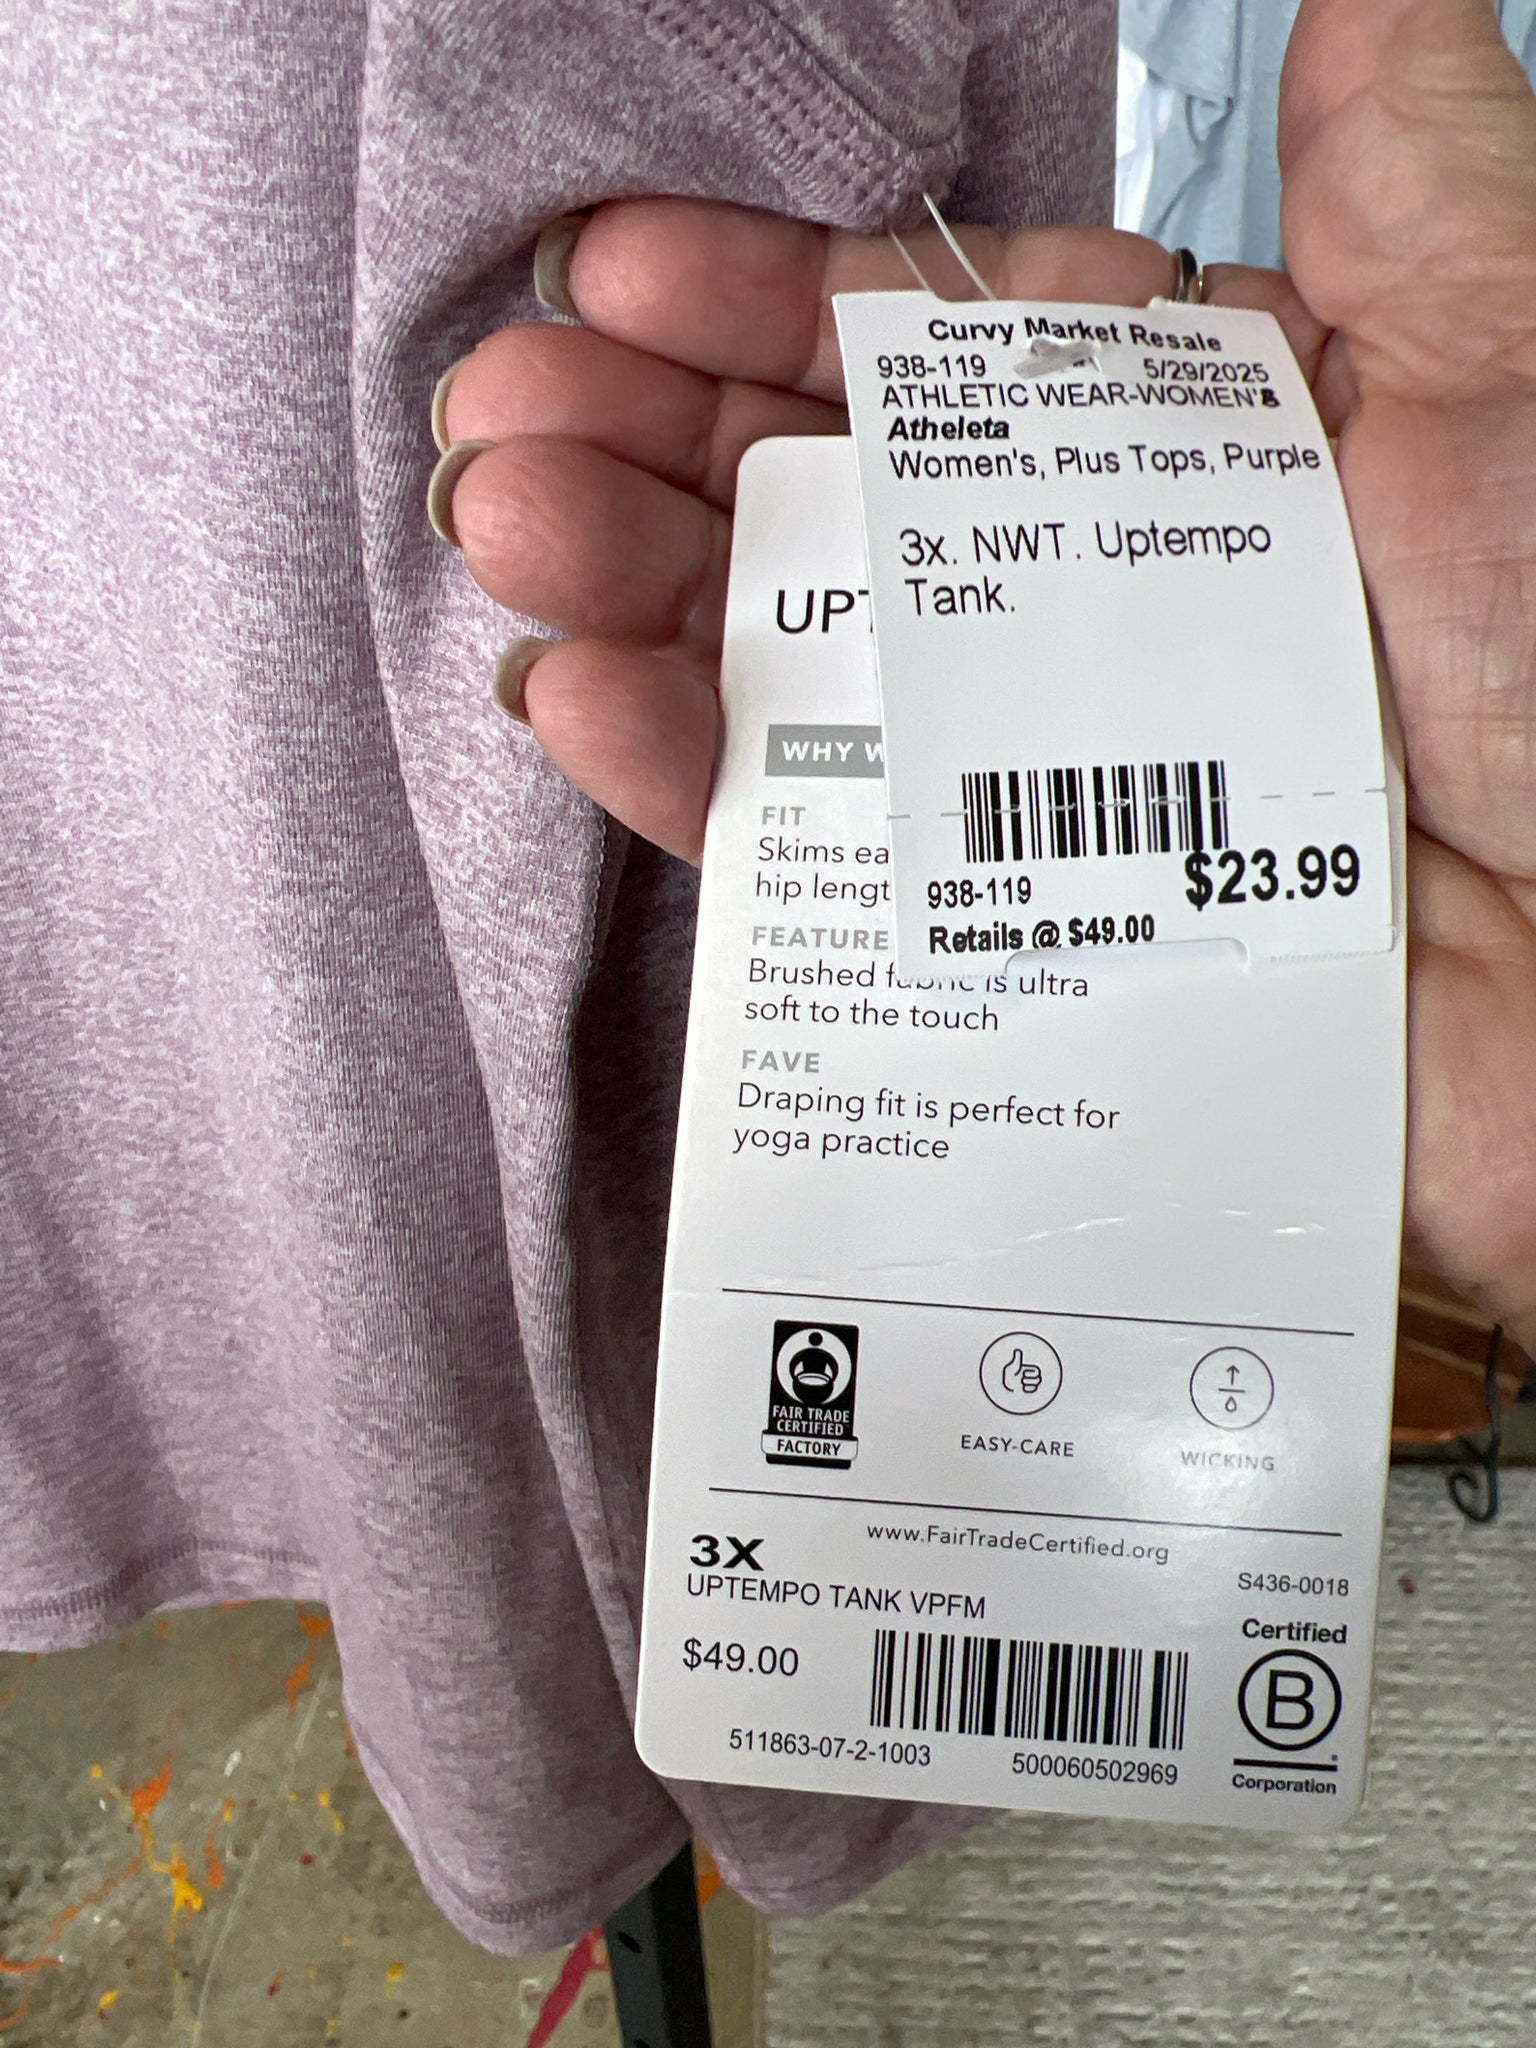 Curvy Market Resale
938-119 5/29/2025
ATHLETIC WEAR-WOMEN'S
Atheleta
Women's, Plus Tops, Purple
3x. NWT. Uptempo
Tank.
$23.99
938-119
Retails @ $49.00
UPT
WHY W
FIT
Skims ea
hip lengt
FEATURE
Brushed fabric is ultra
soft to the touch
FAVE
Draping fit is perfect for
yoga practice
FAIR TRADE
CERTIFIED
FACTORY
EASY-CARE
WICKING
www.FairTradeCertified.org
3X
UPTEMPO TANK VPFM
S436-0018
$49.00
Certified
B
Corporation
511863-07-2-1003
500060502969